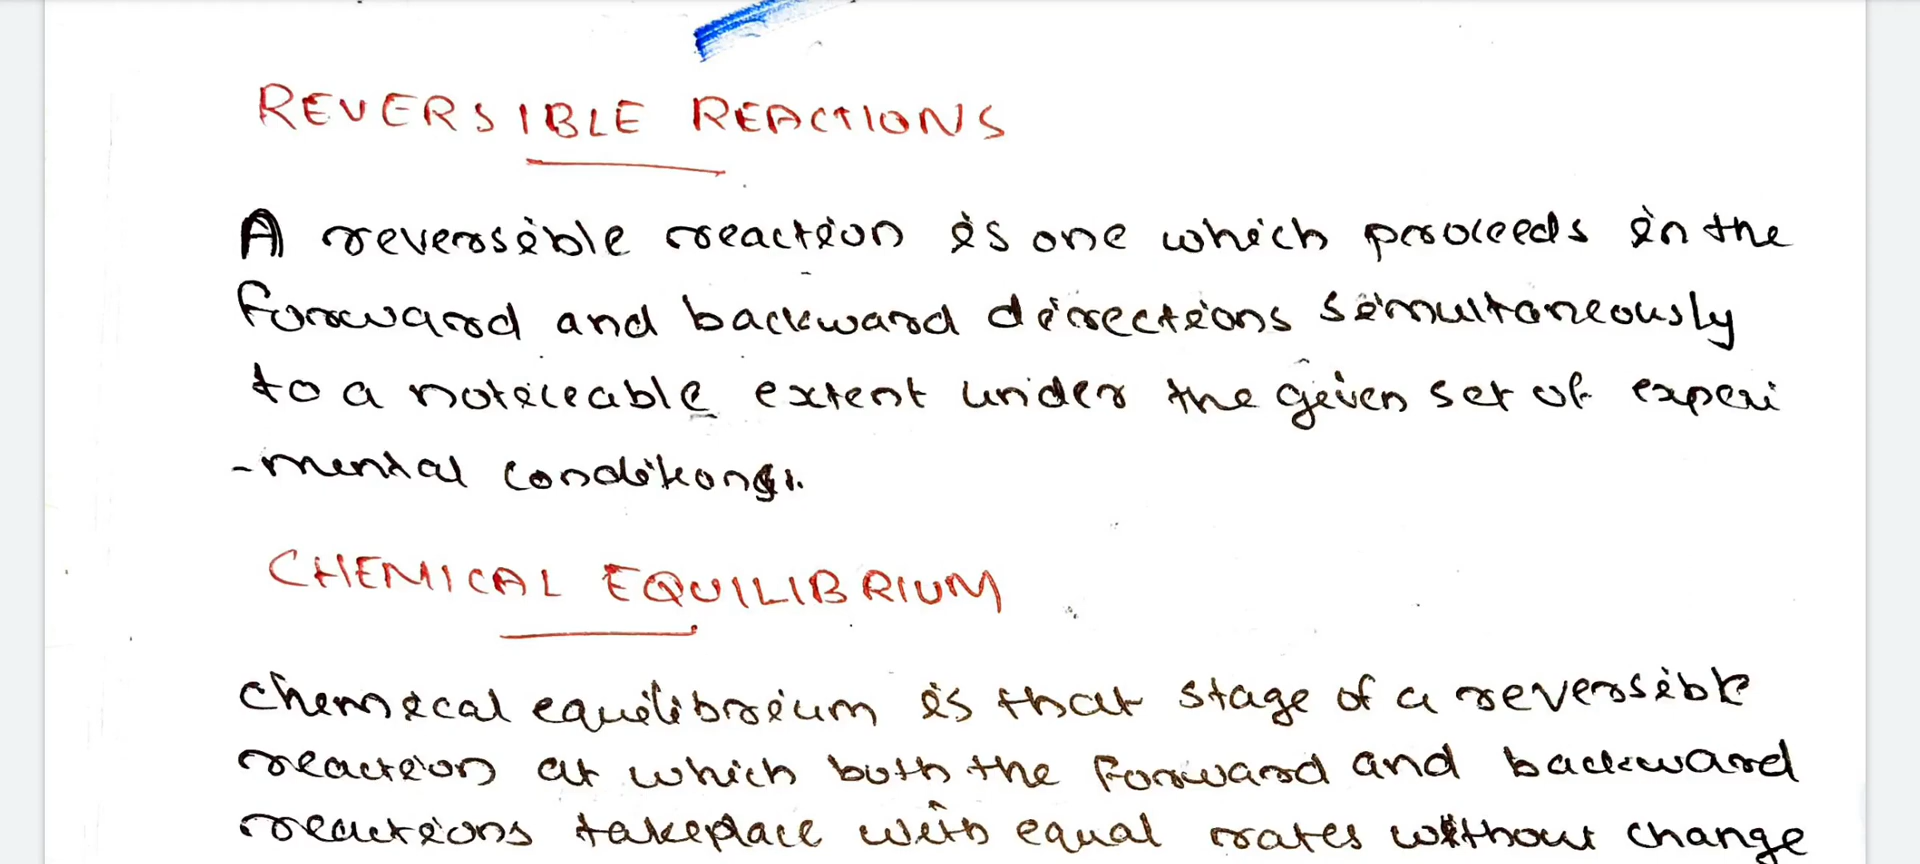 REVERSIBLE REACTIONS
A reversible reaction is one which proceeds in the
forward and backward directions simultaneously
to a noticeable extent under the given set of experi
-mental conditions.
CHEMICAL EQUILIBRIUM
Chemical equilibrium is that stage of a reversible
reaction at which both the forward and backward
reactions takeplace with equal rates without change